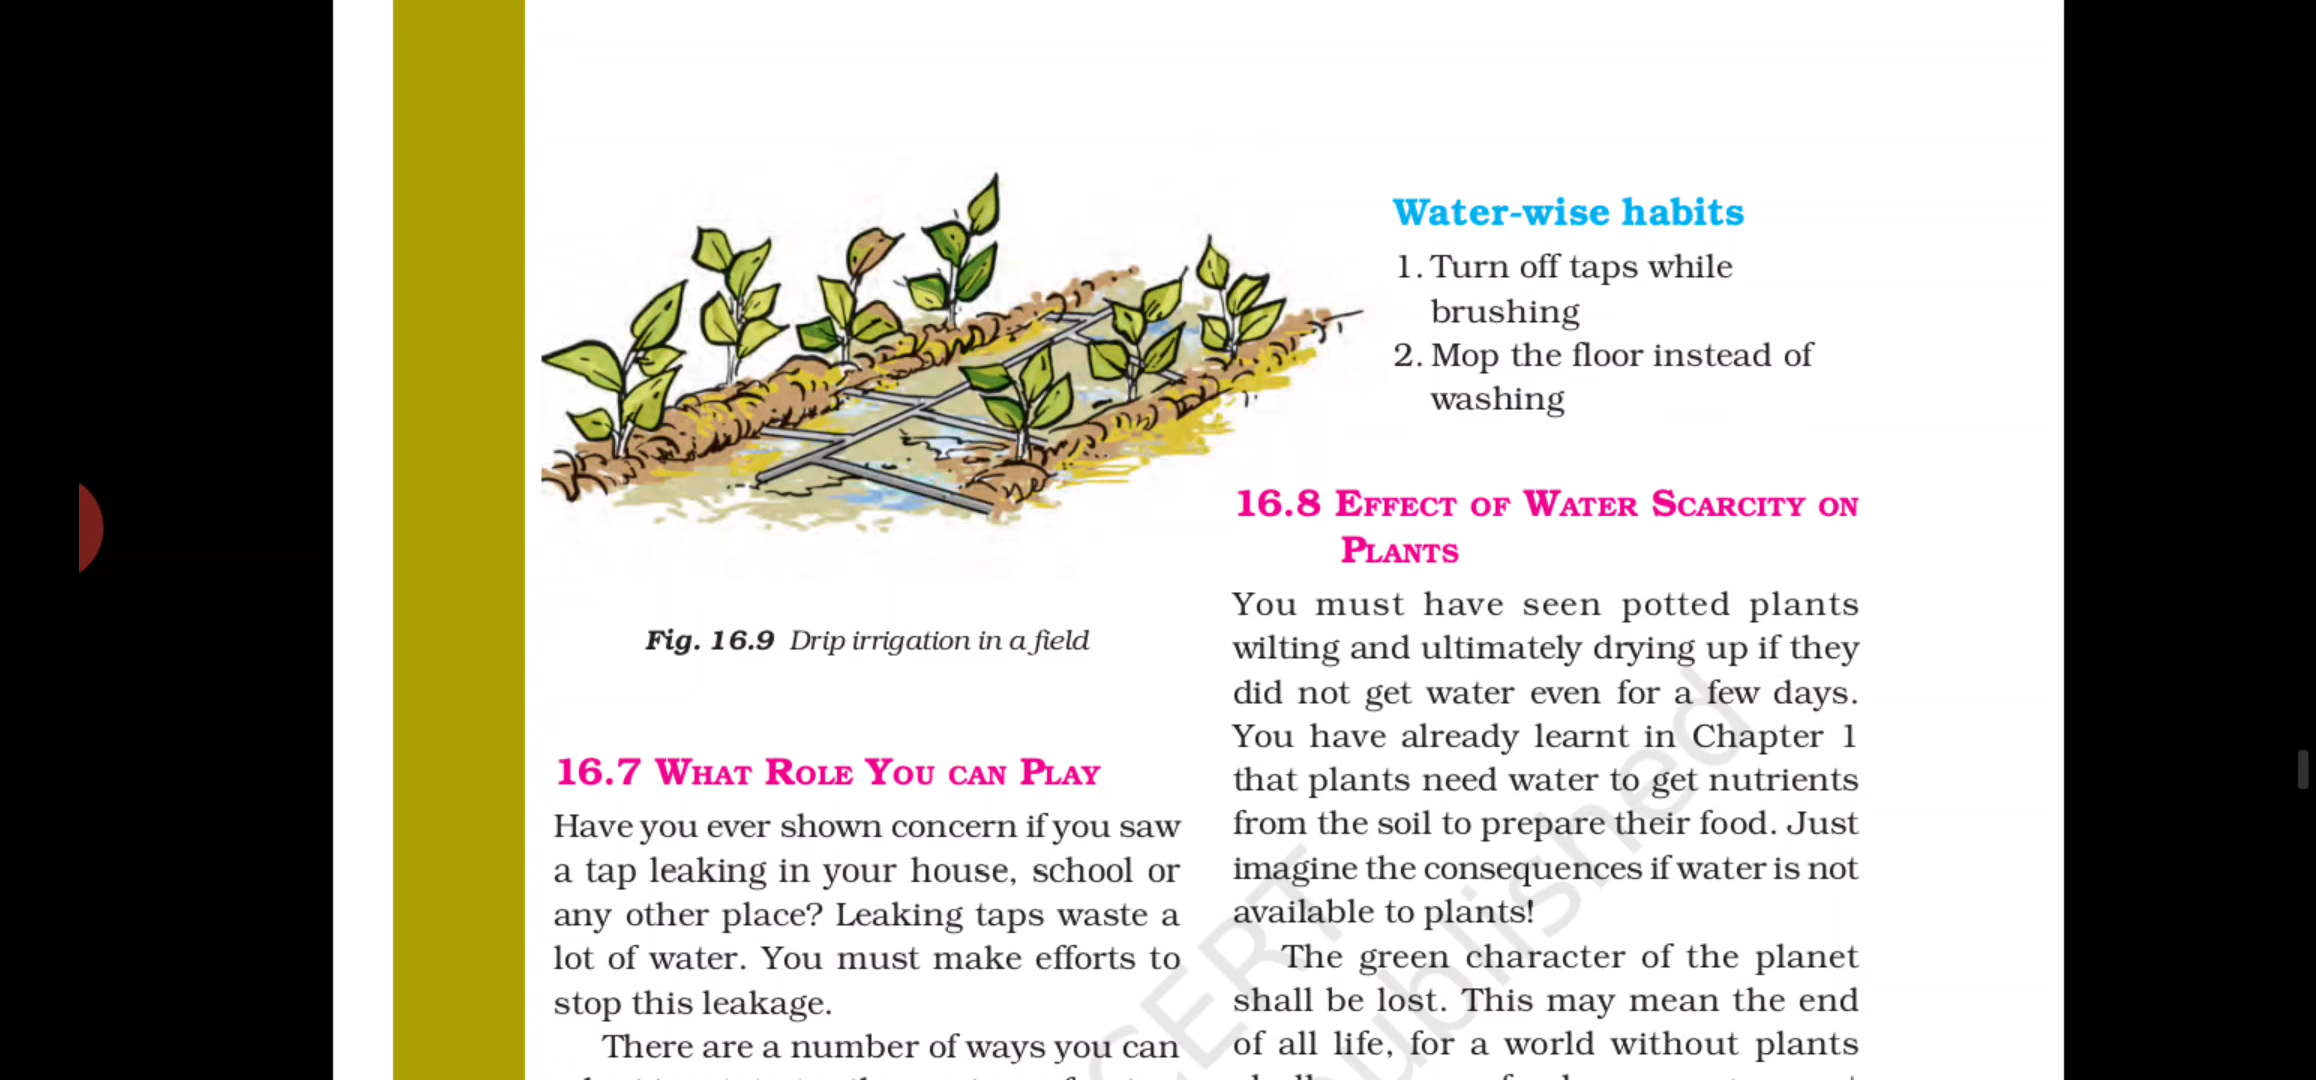 Fig. 16.9 Drip irrigation in a field
16.7 WHAT ROLE YOU CAN PLAY
Have you ever shown concern if you saw
a tap leaking in your house, school or
any other place? Leaking taps waste a
lot of water. You must make efforts to
stop this leakage.
There are a number of ways you can
Water-wise habits
1. Turn off taps while
brushing
2. Mop the floor instead of
washing
16.8 EFFECT OF WATER SCARCITY ON
PLANTS
You must have seen potted plants
wilting and ultimately drying up if they
did not get water even for a few days.
You have already learnt in Chapter 1
that plants need water to get nutrients
from the soil to prepare their food. Just
imagine the consequences if water is not
available to plants!
The green character of the planet
shall be lost. This may mean the end
of all life, for a world without plants